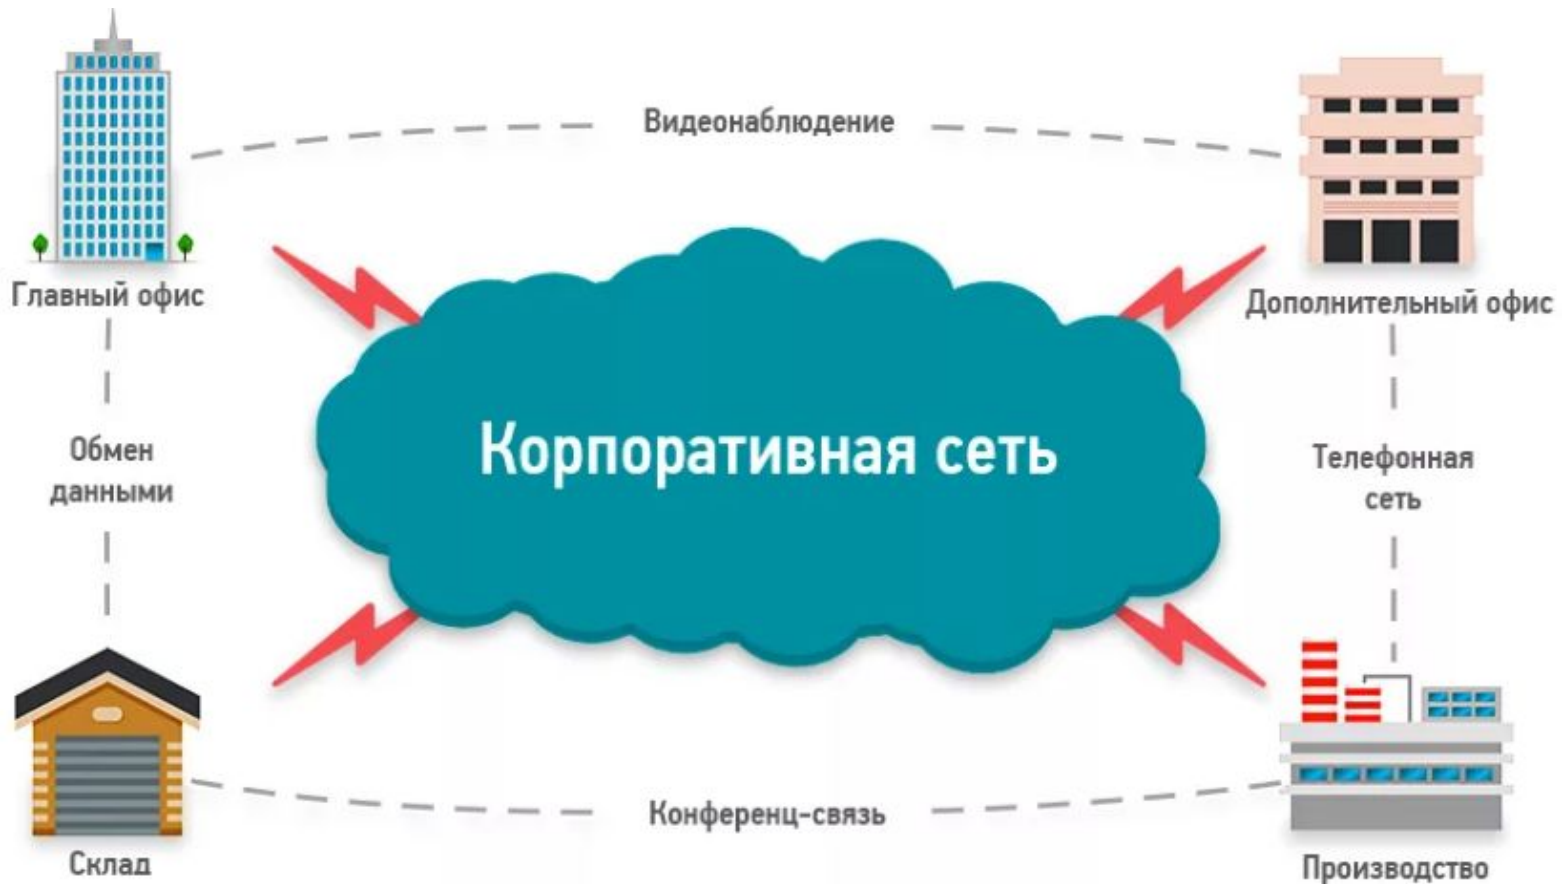 Видеонаблюдение
Главный офис
Дополнительный офис
Корпоративная сеть
Обмен
данными
Телефонная
сеть
Конференц-связь
Склад
Производство